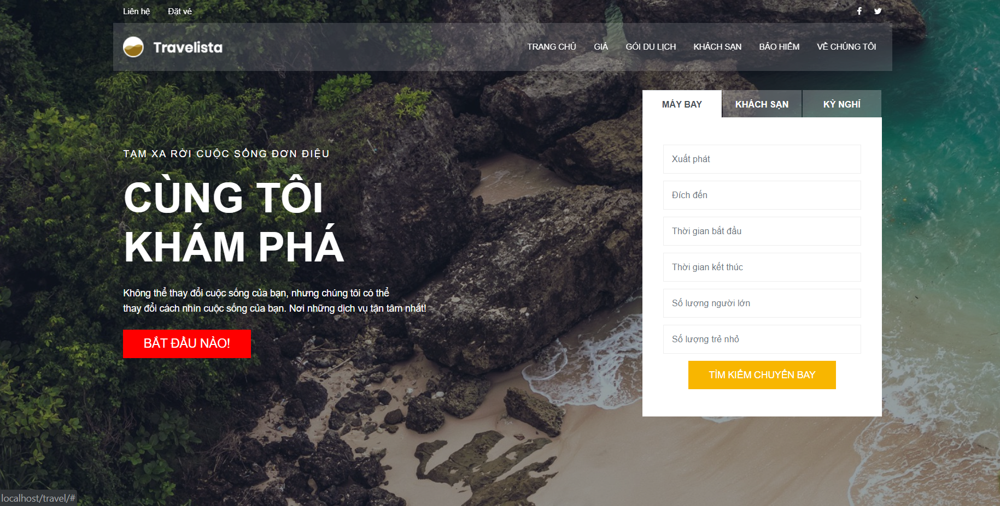 Liên hệ
Đặt vé
Travelista
TRANG CHỦ
GIÁ
GÓI DU LỊCH
KHÁCH SẠN
BẢO HIỂM
VỀ CHÚNG TÔI
TẠM XA RỜI CUỘC SỐNG ĐƠN ĐIỆU
CÙNG TÔI
KHÁM PHÁ
Không thể thay đổi cuộc sống của bạn, nhưng chúng tôi có thể
thay đổi cách nhìn cuộc sống của bạn. Nơi những dịch vụ tận tâm nhất!
BẮT ĐẦU NÀO!
MÁY BAY
KHÁCH SẠN
KỲ NGHỈ
Xuất phát
Đích đến
Thời gian bắt đầu
Thời gian kết thúc
Số lượng người lớn
Số lượng trẻ nhỏ
TÌM KIẾM CHUYẾN BAY
localhost/travel/#